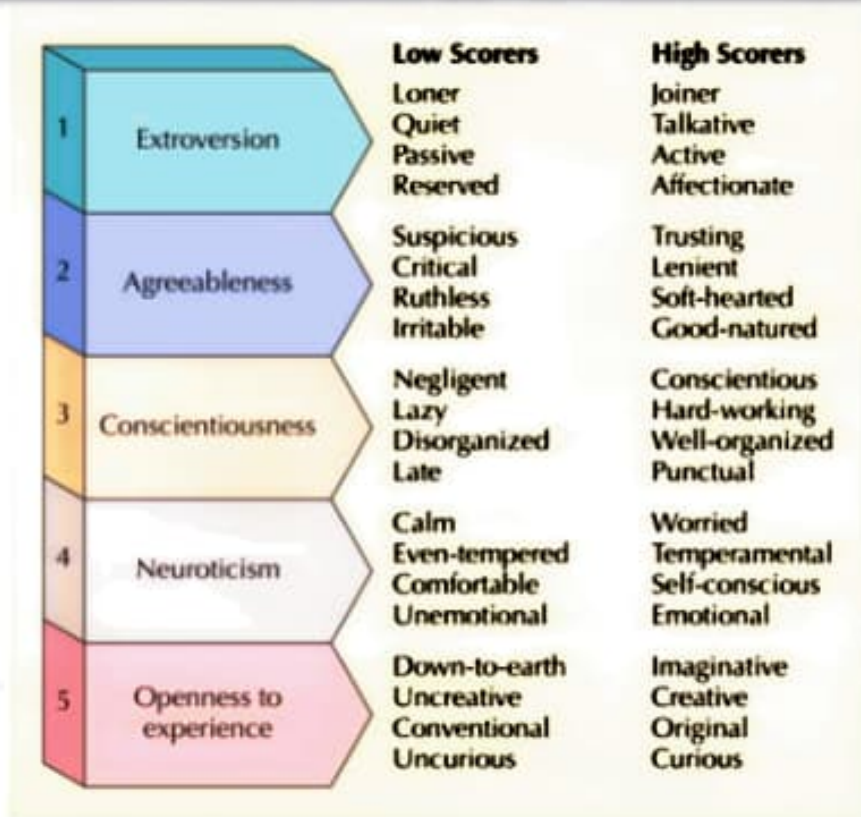 Low Scorers High Scorers
1 Extroversion
Loner Joiner
Quiet Talkative
Passive Active
Reserved Affectionate
2 Agreeableness
Suspicious Trusting
Critical Lenient
Ruthless Soft-hearted
Irritable Good-natured
3 Conscientiousness
Negligent Conscientious
Lazy Hard-working
Disorganized Well-organized
Late Punctual
4 Neuroticism
Calm Worried
Even-tempered Temperamental
Comfortable Self-conscious
Unemotional Emotional
5 Openness to
experience
Down-to-earth Imaginative
Uncreative Creative
Conventional Original
Uncurious Curious